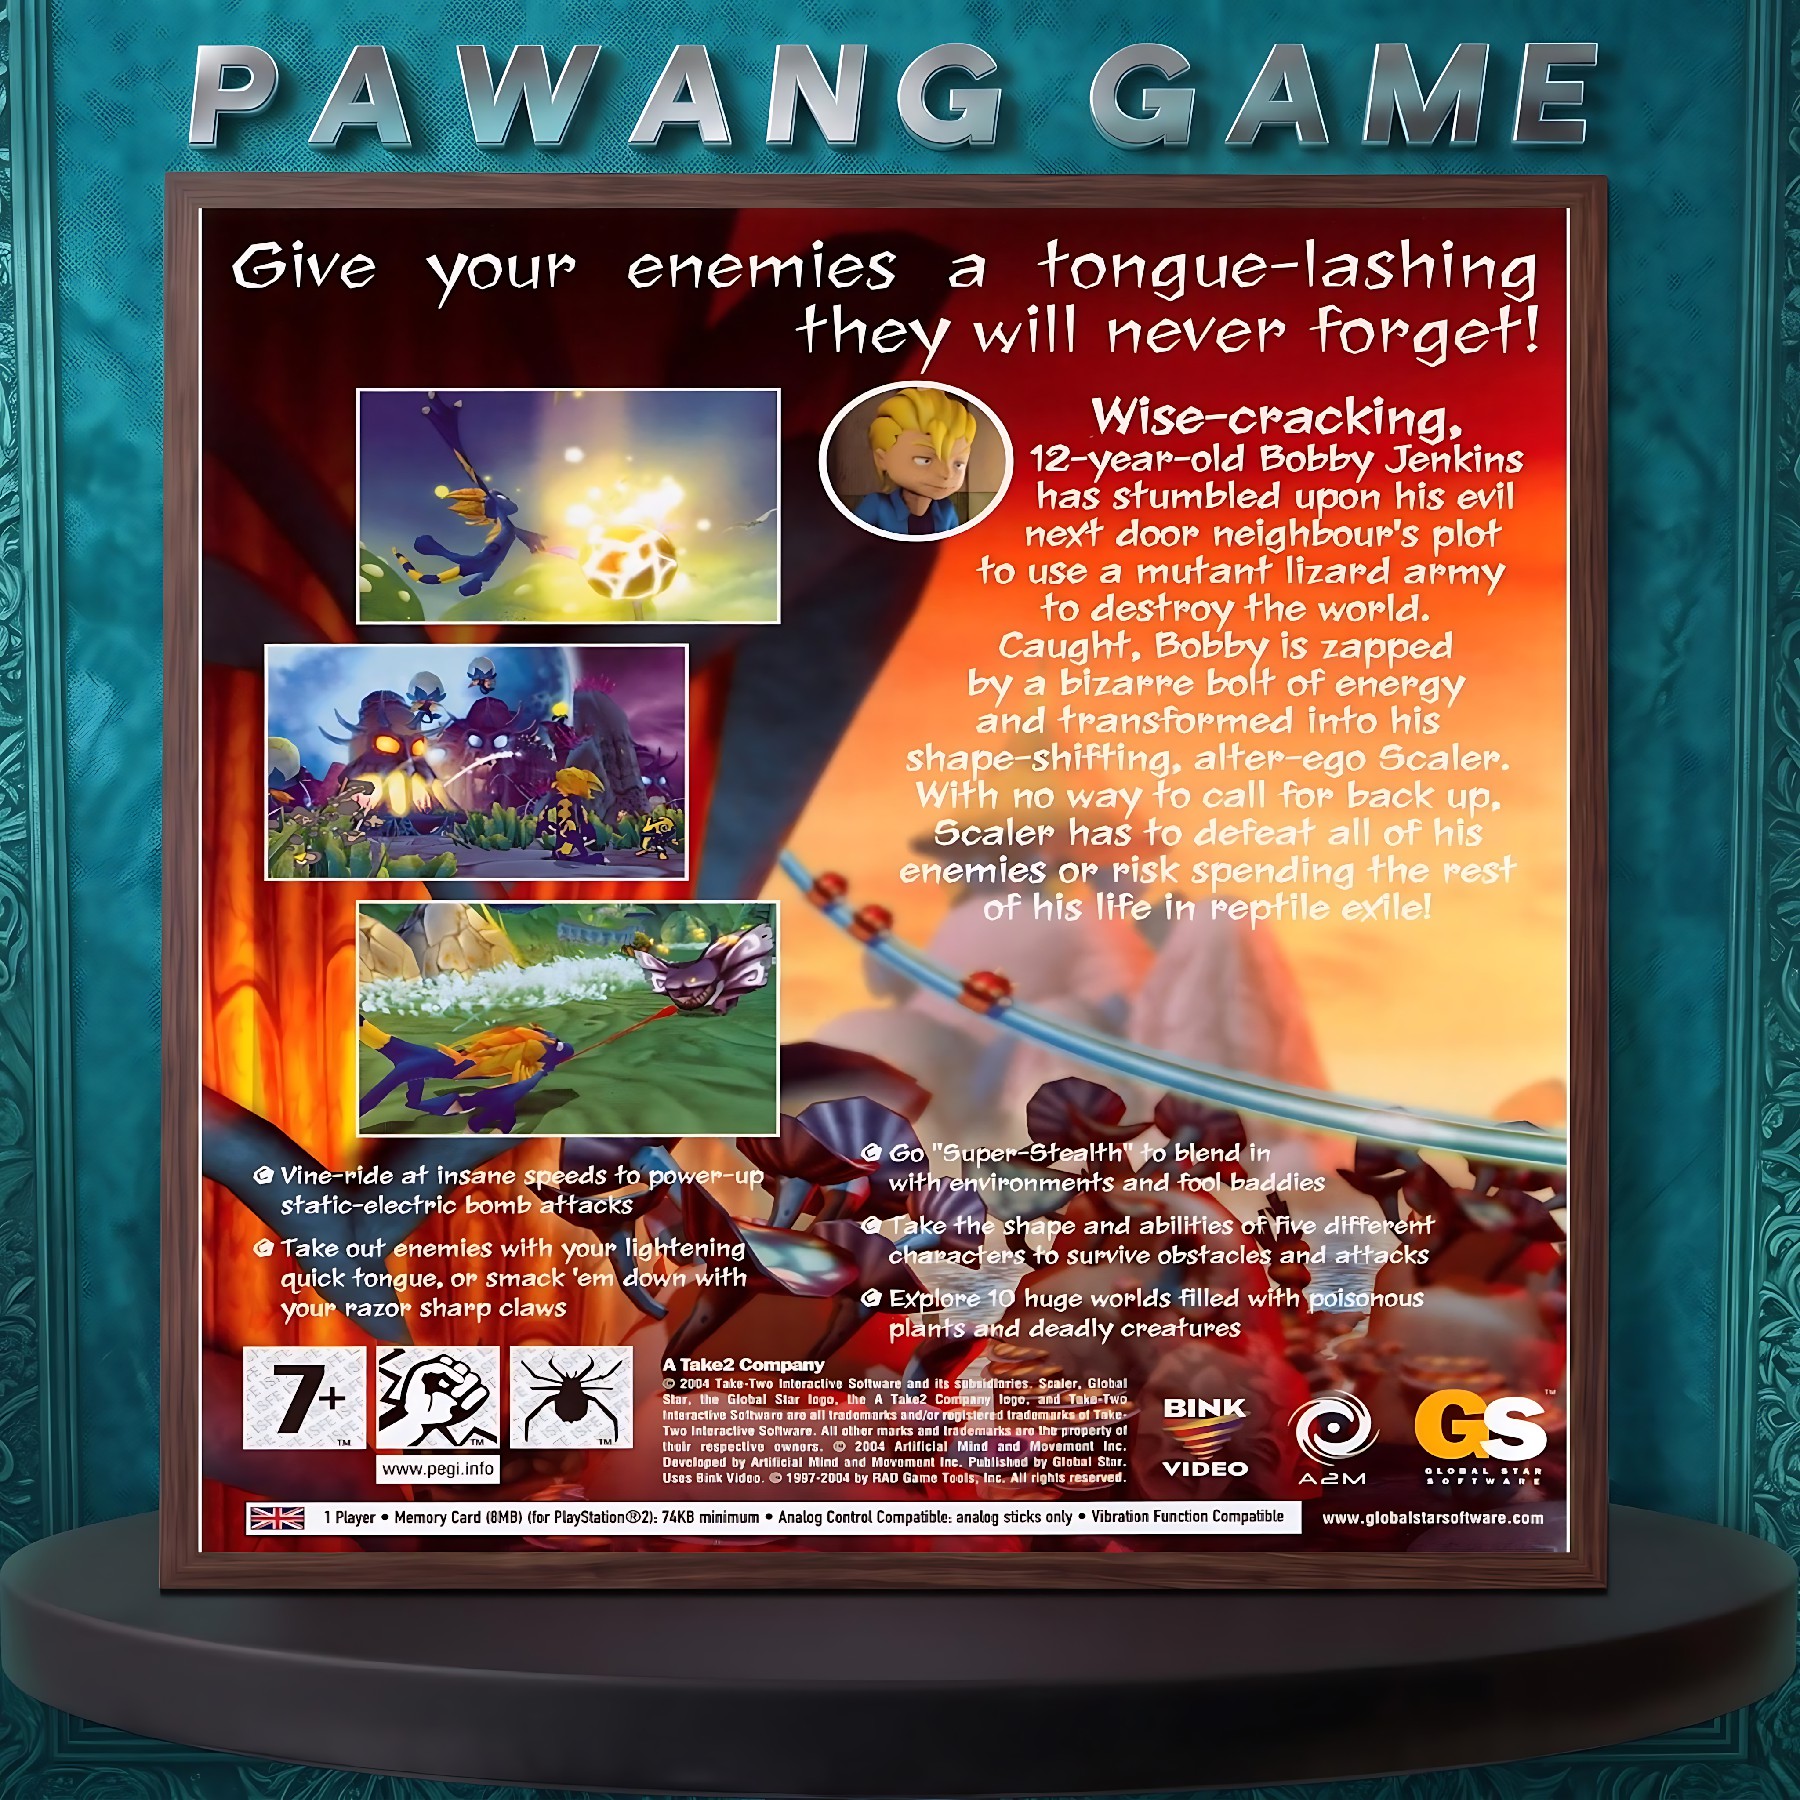 PAWANG GAME
Give your enemies a tongue-lashing
they will never forget!
Wise-cracking,
12-year-old Bobby Jenkins
has stumbled upon his evil
next door neighbour's plot
to use a mutant lizard army
to destroy the world.
Caught, Bobby is zapped
by a bizarre bolt of energy
and transformed into his
shape-shifting, alter-ego Scaler.
With no way to call for back up,
Scaler has to defeat all of his
enemies or risk spending the rest
of his life in reptile exile!
Vine-ride at insane speeds to power-up
static-electric bomb attacks
Take out enemies with your lightening
quick tongue, or smack 'em down with
your razor sharp claws
Go "Super-Stealth" to blend in
with environments and fool baddies
Take the shape and abilities of five different
characters to survive obstacles and attacks
Explore 10 huge worlds filled with poisonous
plants and deadly creatures
7+
TM
TM
TM
www.pegi.info
A Take2 Company
© 2004 Take-Two Interactive Software and its subsidiaries. Scaler, Global
Star, the Global Star logo, the A Take2 Company logo, and Take-Two
Interactive Software are all trademarks and/or registered trademarks of Take-
Two Interactive Software. All other marks and trademarks are the property of
their respective owners. © 2004 Artificial Mind and Movement Inc.
Developed by Artificial Mind and Movement Inc. Published by Global Star.
Uses Bink Video. © 1997-2004 by RAD Game Tools, Inc. All rights reserved.
BINK
VIDEO
A2M
GS™
GLOBAL STAR
SOFTWARE
1 Player • Memory Card (8MB) (for PlayStation®2): 74KB minimum • Analog Control Compatible: analog sticks only • Vibration Function Compatible
www.globalstarsoftware.com